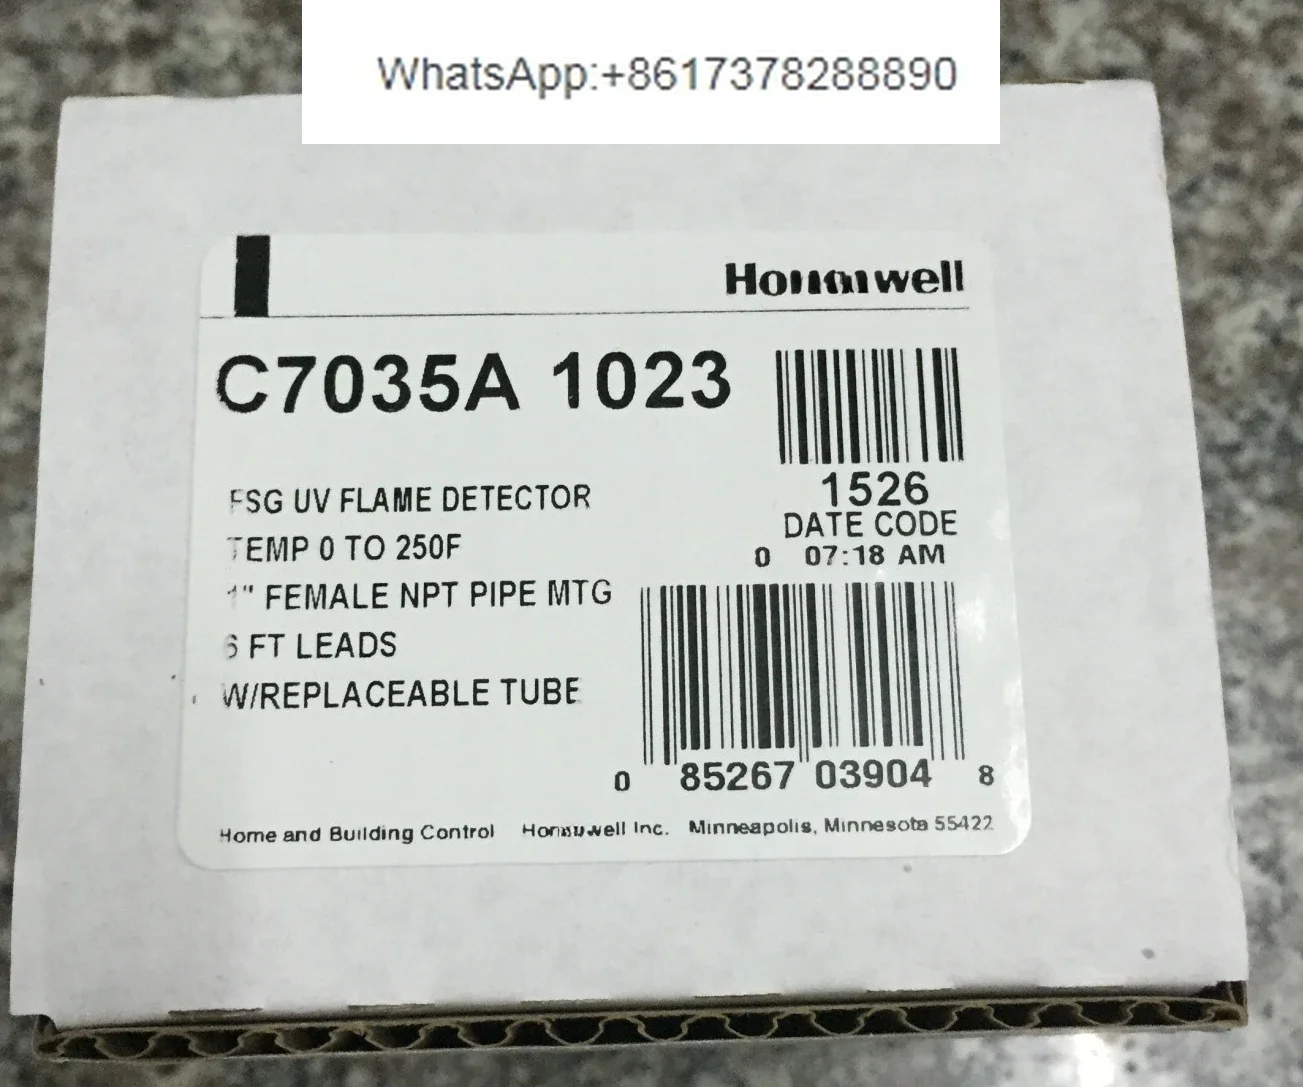 WhatsApp:+8617378288890
Honeywell
C7035A 1023
FSG UV FLAME DETECTOR
TEMP 0 TO 250F
1" FEMALE NPT PIPE MTG
6 FT LEADS
W/REPLACEABLE TUBE
1526
DATE CODE
0 07:18 AM
0 85267 03904 8
Home and Building Control Honeywell Inc. Minneapolis, Minnesota 55422